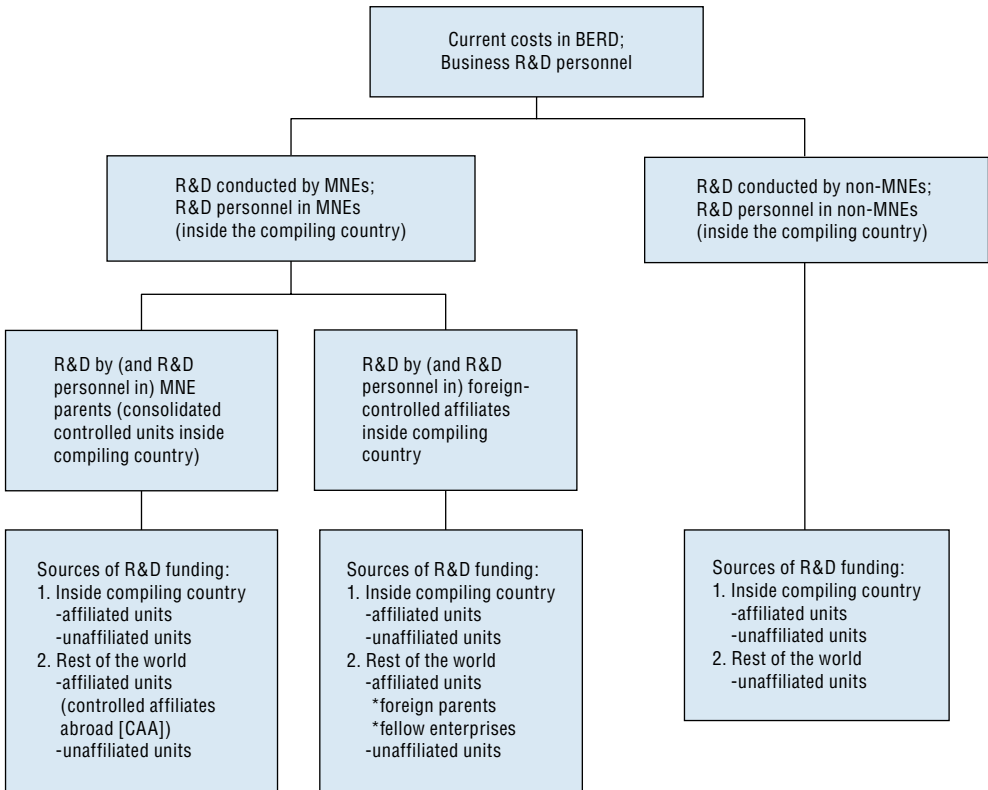 Current costs in BERD;
Business R&D personnel
R&D conducted by MNEs;
R&D personnel in MNEs
(inside the compiling country)
R&D conducted by non-MNEs;
R&D personnel in non-MNEs
(inside the compiling country)
R&D by (and R&D
personnel in) MNE
parents (consolidated
controlled units inside
compiling country)
R&D by (and R&D
personnel in) foreign-
controlled affiliates
inside compiling
country
Sources of R&D funding:
1. Inside compiling country
-affiliated units
-unaffiliated units
2. Rest of the world
-affiliated units
(controlled affiliates
abroad [CAA])
-unaffiliated units
Sources of R&D funding:
1. Inside compiling country
-affiliated units
-unaffiliated units
2. Rest of the world
-affiliated units
*foreign parents
*fellow enterprises
-unaffiliated units
Sources of R&D funding:
1. Inside compiling country
-affiliated units
-unaffiliated units
2. Rest of the world
-unaffiliated units